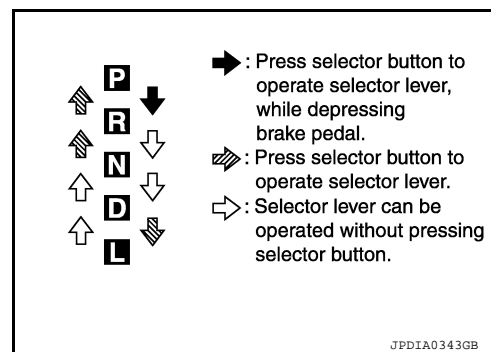 P
R
N
D
L
: Press selector button to
operate selector lever,
while depressing
brake pedal.
: Press selector button to
operate selector lever.
: Selector lever can be
operated without pressing
selector button.
JPDIA0343GB